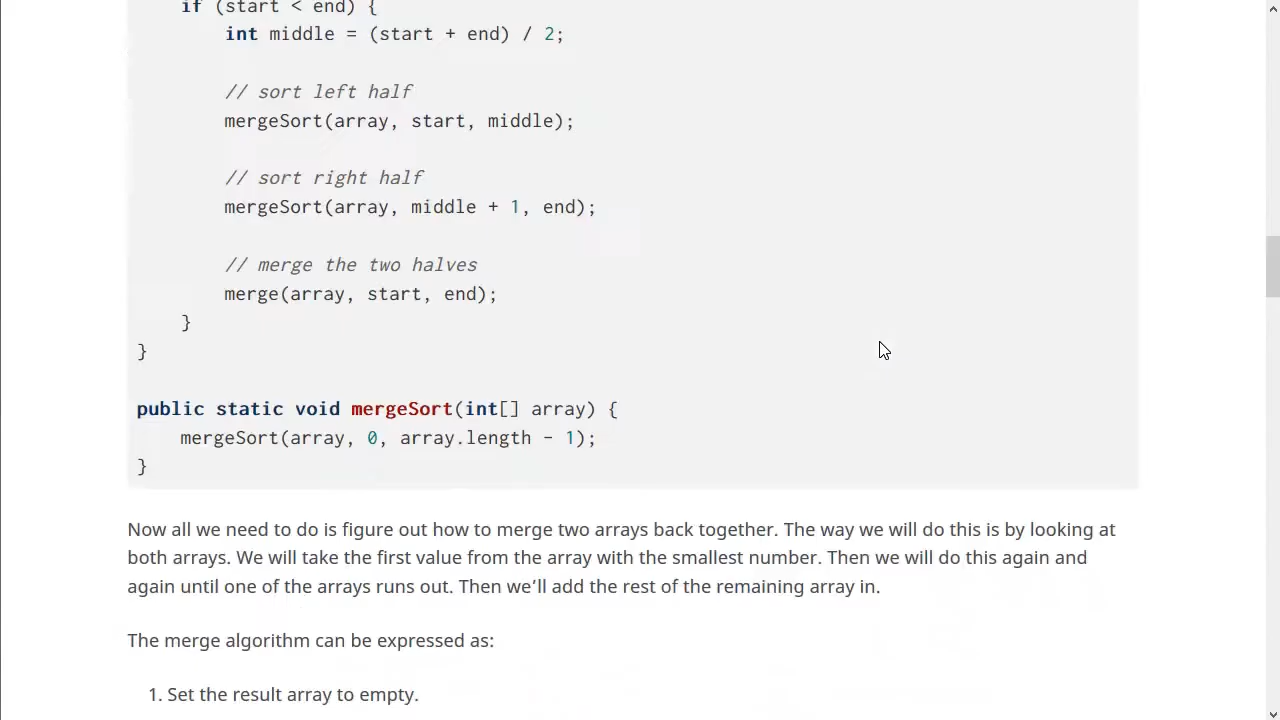 if (start < end) {
int middle = (start + end) / 2;
// sort left half
mergeSort(array, start, middle);
// sort right half
mergeSort(array, middle + 1, end);
// merge the two halves
merge(array, start, end);
}
}
public static void mergeSort(int[] array) {
mergeSort(array, 0, array.length - 1);
}
Now all we need to do is figure out how to merge two arrays back together. The way we will do this is by looking at
both arrays. We will take the first value from the array with the smallest number. Then we will do this again and
again until one of the arrays runs out. Then we’ll add the rest of the remaining array in.
The merge algorithm can be expressed as:
1. Set the result array to empty.